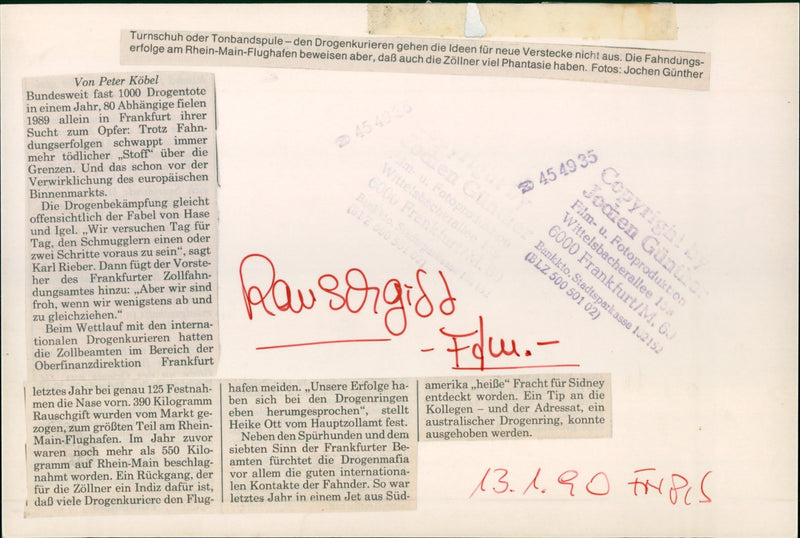 Turnschuh oder Tonbandspule – den Drogenkurieren gehen die Ideen für neue Verstecke nicht aus. Die Fahndungs-
erfolge am Rhein-Main-Flughafen beweisen aber, daß auch die Zöllner viel Phantasie haben. Fotos: Jochen Günther
Von Peter Köbel
Bundesweit fast 1000 Drogentote
in einem Jahr, 80 Abhängige fielen
1989 allein in Frankfurt ihrer
Sucht zum Opfer: Trotz Fahn-
dungserfolgen schwappt immer
mehr tödlicher „Stoff“ über die
Grenzen. Und das schon vor der
Verwirklichung des europäischen
Binnenmarkts.
Die Drogenbekämpfung gleicht
offensichtlich der Fabel von Hase
und Igel. „Wir versuchen Tag für
Tag, den Schmugglern einen oder
zwei Schritte voraus zu sein“, sagt
Karl Rieber. Dann fügt der Vorste-
her des Frankfurter Zollfahn-
dungsamtes hinzu: „Aber wir sind
froh, wenn wir wenigstens ab und
zu gleichziehen.“
Beim Wettlauf mit den interna-
tionalen Drogenkurieren hatten
die Zollbeamten im Bereich der
Oberfinanzdirektion Frankfurt
letztes Jahr bei genau 125 Festnah-
men die Nase vorn. 390 Kilogramm
Rauschgift wurden vom Markt ge-
zogen, zum größten Teil am Rhein-
Main-Flughafen. Im Jahr zuvor
waren noch mehr als 550 Kilo-
gramm auf Rhein-Main beschlag-
nahmt worden. Ein Rückgang, der
für die Zöllner ein Indiz dafür ist,
daß viele Drogenkuriere den Flug-
hafen meiden. „Unsere Erfolge ha-
ben sich bei den Drogenringen
eben herumgesprochen“, stellt
Heike Ott vom Hauptzollamt fest.
Neben den Spürhunden und dem
siebten Sinn der Frankfurter Be-
amten fürchtet die Drogenmafia
vor allem die guten internationa-
len Kontakte der Fahnder. So war
letztes Jahr in einem Jet aus Süd-
amerika „heiße“ Fracht für Sidney
entdeckt worden. Ein Tip an die
Kollegen – und der Adressat, ein
australischer Drogenring, konnte
ausgehoben werden.
454935
454935
Copyright by
Jochen Günther
Film- u. Fotoproduktion
Wittelsbacherallee
6000 Frankfurt/M. 60
Bankkto. Stadtsparkasse
(BLZ 500 501 02)
Rauschgift
- Ffm. -
13.1.90